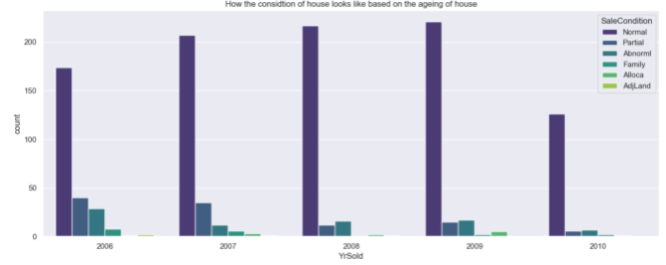 How the considtion of house looks like based on the ageing of house
SaleCondition
Normal
Partial
Abnorml
Family
Alloca
AdjLand
200
150
100
50
0
count
2006 2007 2008 2009 2010
YrSold